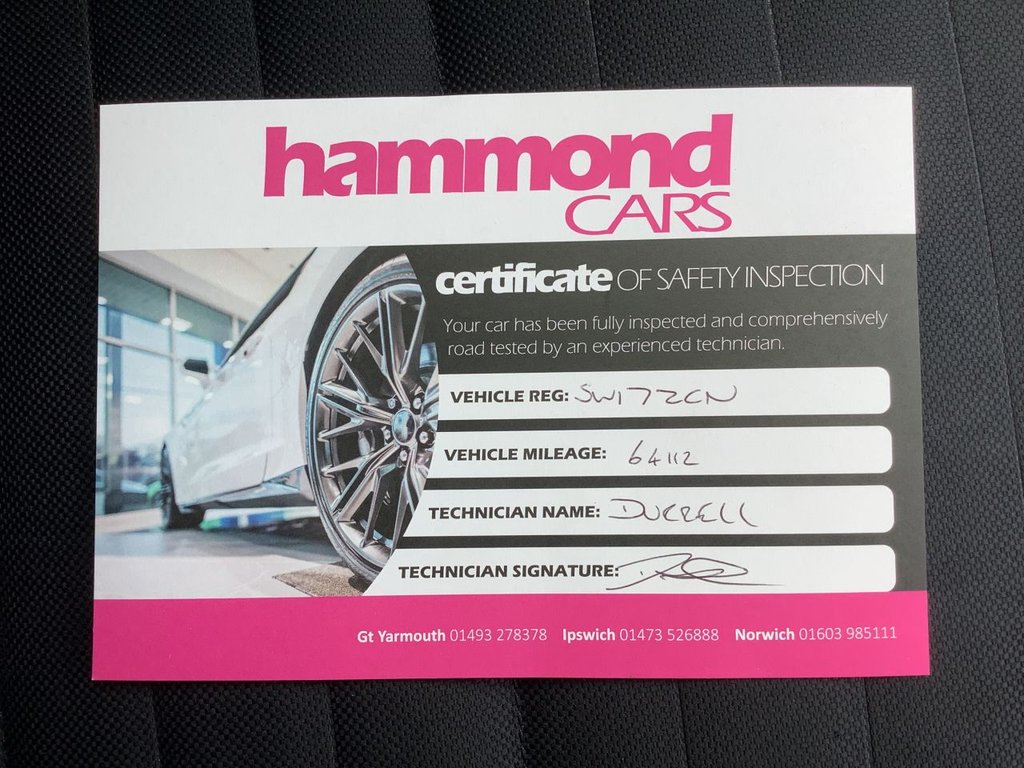 hammond
CARS
certificate OF SAFETY INSPECTION
Your car has been fully inspected and comprehensively
road tested by an experienced technician.
VEHICLE REG: SW17ZCN
VEHICLE MILEAGE: 64112
TECHNICIAN NAME: DURRELL
TECHNICIAN SIGNATURE:
Gt Yarmouth 01493 278378 Ipswich 01473 526888 Norwich 01603 985111